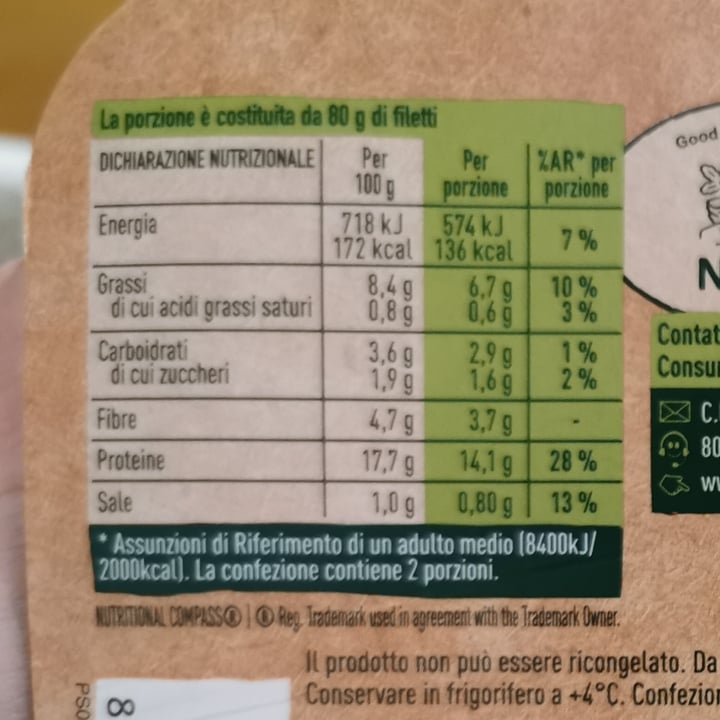 La porzione è costituita da 80 g di filetti
DICHIARAZIONE NUTRIZIONALE Per 100 g Per porzione %AR* per porzione
Energia 718 kJ 574 kJ 7 %
172 kcal 136 kcal
Grassi 8,4 g 6,7 g 10 %
di cui acidi grassi saturi 0,8 g 0,6 g 3 %
Carboidrati 3,6 g 2,9 g 1 %
di cui zuccheri 1,9 g 1,6 g 2 %
Fibre 4,7 g 3,7 g -
Proteine 17,7 g 14,1 g 28 %
Sale 1,0 g 0,80 g 13 %
* Assunzioni di Riferimento di un adulto medio (8400kJ/
2000kcal). La confezione contiene 2 porzioni.
NUTRITIONAL COMPASS® | ® Reg. Trademark used in agreement with the Trademark Owner.
Il prodotto non può essere ricongelato. Da
Conservare in frigorifero a +4°C. Confezion
Good
N
Contat
Consu
C.
80
ww
PS0
8